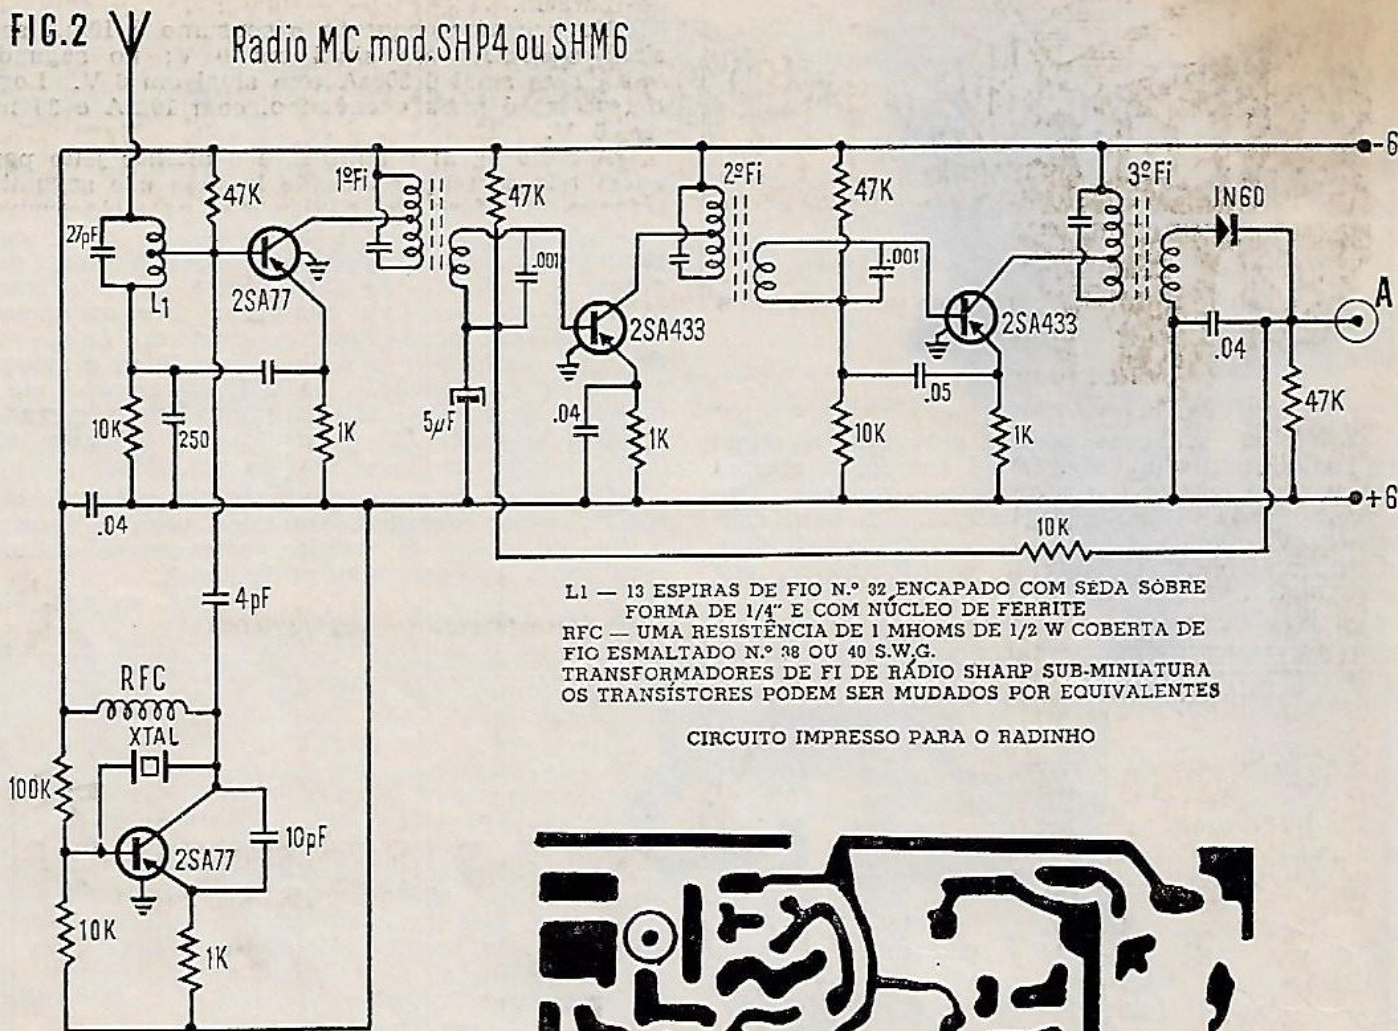 FIG.2
Radio MC mod.SHP4 ou SHM6
-6
47K
1ºFi
47K
2ºFi
47K
3ºFi
1N60
27pF
L1
2SA77
.001
2SA433
.001
2SA433
A
.04
10K
250
1K
5µF
.04
1K
10K
.05
1K
47K
.04
+6
10K
4pF
L1 — 13 ESPIRAS DE FIO N.º 32 ENCAPADO COM SÊDA SÔBRE
FORMA DE 1/4" E COM NÚCLEO DE FERRITE
RFC — UMA RESISTÊNCIA DE 1 MHOMS DE 1/2 W COBERTA DE
FIO ESMALTADO N.º 38 OU 40 S.W.G.
TRANSFORMADORES DE FI DE RÁDIO SHARP SUB-MINIATURA
OS TRANSÍSTORES PODEM SER MUDADOS POR EQUIVALENTES
CIRCUITO IMPRESSO PARA O RADINHO
RFC
XTAL
100K
2SA77
10pF
10K
1K